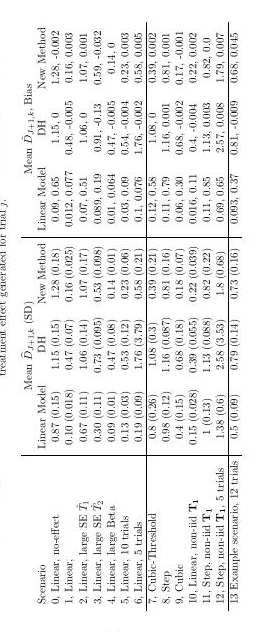 treatment effect generated for trial j.
Mean D̂J+1,k (SD) Mean D̂J+1,k, Bias
Scenario Linear Model DH New Method Linear Model DH New Method
0, Linear, no-effect 0.87 (0.15) 1.15 (0.15) 1.28 (0.18) 0.09, 0.65 1.15, 0 1.28, -0.002
1, Linear, 0.10 (0.018) 0.47 (0.07) 0.16 (0.025) 0.012, 0.077 0.48, -0.005 0.16, 0.003
2, Linear, large SE T̂1 0.67 (0.11) 1.06 (0.14) 1.07 (0.17) 0.07, 0.51 1.06, 0 1.07, 0.001
3, Linear, large SE T̂2 0.30 (0.11) 0.73 (0.095) 0.53 (0.098) 0.089, 0.19 0.91, -0.13 0.59, -0.032
4, Linear, large Beta 0.09 (0.01) 0.47 (0.08) 0.14 (0.01) 0.01, 0.064 0.47, -0.005 0.14, 0
5, Linear, 10 trials 0.13 (0.03) 0.53 (0.12) 0.23 (0.06) 0.03, 0.09 0.54, -0.004 0.23, 0.003
6, Linear, 5 trials 0.19 (0.09) 1.76 (3.79) 0.58 (0.21) 0.1, 0.076 1.76, -0.002 0.58, 0.005
7, Cubic-Threshold 0.8 (0.26) 1.08 (0.3) 0.39 (0.21) 0.12, 0.58 1.08, 0 0.39, 0.002
8, Step 0.98 (0.12) 1.16 (0.087) 0.81 (0.16) 0.11, 0.79 1.16, 0.001 0.81, 0.001
9, Cubic 0.4 (0.15) 0.68 (0.18) 0.18 (0.07) 0.06, 0.30 0.68, -0.002 0.17, -0.001
10, Linear, non-iid T1 0.15 (0.028) 0.39 (0.055) 0.22 (0.039) 0.016, 0.11 0.4, -0.004 0.22, 0.002
11, Step, non-iid T1 1 (0.13) 1.13 (0.088) 0.82 (0.22) 0.11, 0.85 1.13, 0.003 0.82, 0.0
12, Step, non-iid T1, 5 trials 1.38 (0.6) 2.58 (3.53) 1.8 (0.68) 0.69, 0.65 2.57, 0.008 1.79, 0.007
13 Example scenario, 12 trials 0.5 (0.09) 0.79 (0.14) 0.73 (0.16) 0.093, 0.37 0.81, -0.009 0.68, 0.045